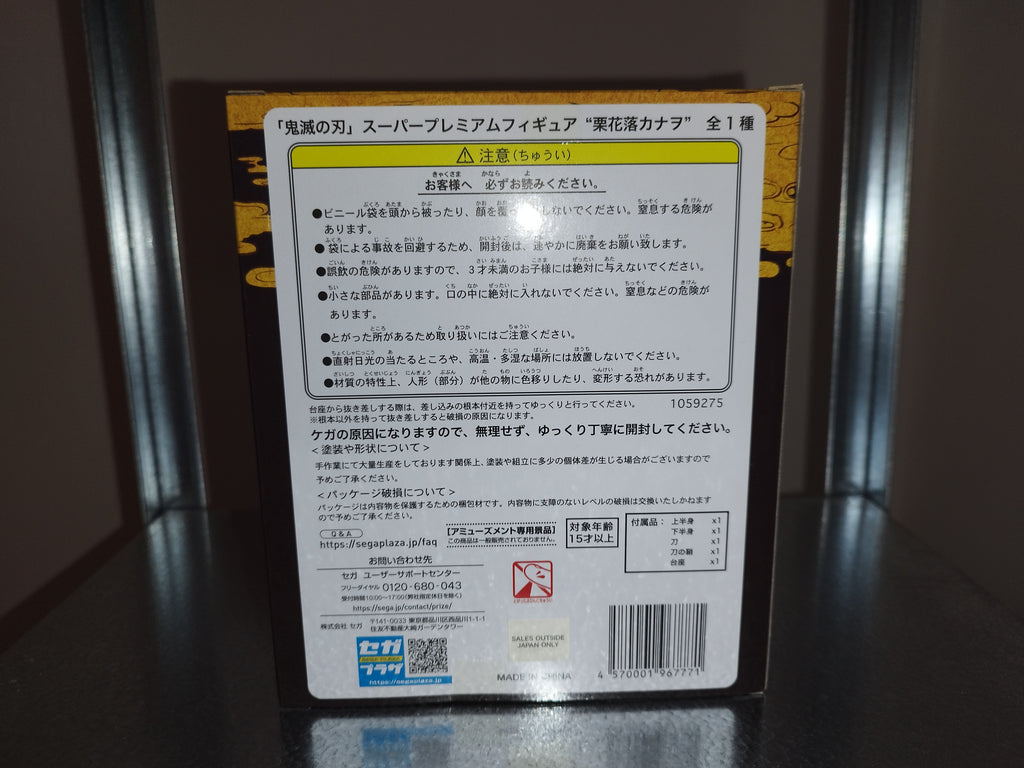 「鬼滅の刃」スーパープレミアムフィギュア “栗花落カナヲ” 全1種
⚠ 注意(ちゅうい)
お客様へ 必ずお読みください。
●ビニール袋を頭から被ったり、顔を覆っ しないでください。窒息する危険が
あります。
●袋による事故を回避するため、開封後は、速やかに廃棄をお願い致します。
●誤飲の危険がありますので、3才未満のお子様には絶対に与えないでください。
●小さな部品があります。口の中に絶対に入れないでください。窒息などの危険が
あります。
●とがった所があるため取り扱いにはご注意ください。
●直射日光の当たるところや、高温・多湿な場所には放置しないでください。
●材質の特性上、人形(部分)が他の物に色移りしたり、変形する恐れがあります。
台座から抜き差しする際は、差し込みの根本付近を持ってゆっくりと行ってください。 1059275
※根本以外を持って抜き差しすると破損の原因になります。
ケガの原因になりますので、無理せず、ゆっくり丁寧に開封してください。
<塗装や形状について>
手作業にて大量生産をしております関係上、塗装や組立に多少の個体差が生じる場合がございますので
予めご了承ください。
<パッケージ破損について>
パッケージは内容物を保護するための梱包材です。内容物に支障のないレベルの破損は交換いたしかねます
ので予めご了承ください。
Q&A
https://segaplaza.jp/faq
[アミューズメント専用景品]
この商品は一般販売されておりません。
対象年齢
15才以上
付属品: 上半身 x1
下半身 x1
刀 x1
刀の鞘 x1
台座 x1
お問い合わせ先
セガ ユーザーサポートセンター
フリーダイヤル 0120-680-043
受付時間10:00~17:00(弊社指定休日を除く)
https://sega.jp/contact/prize/
株式会社 セガ 〒141-0033 東京都品川区西品川1-1-1
住友不動産大崎ガーデンタワー
セガ
プラザ
https://segaplaza.jp
SALES OUTSIDE
JAPAN ONLY
MADE IN CHINA
4 570001 967771